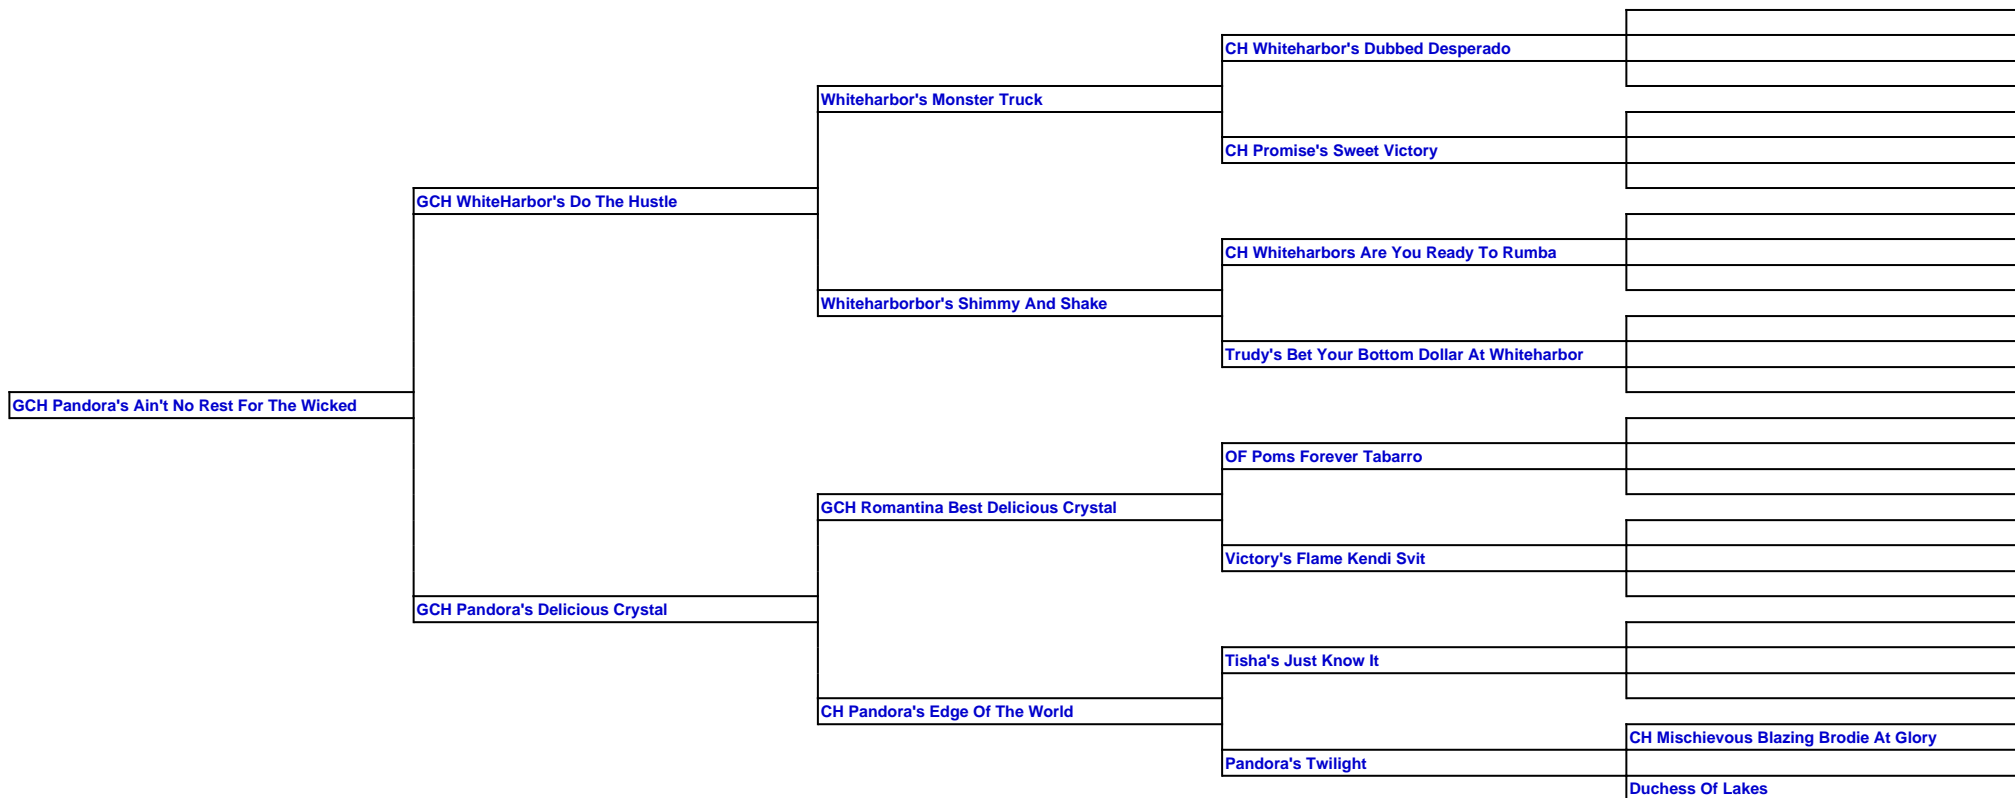 CH Whiteharbor's Dubbed Desperado
Whiteharbor's Monster Truck
CH Promise's Sweet Victory
GCH WhiteHarbor's Do The Hustle
CH Whiteharbors Are You Ready To Rumba
Whiteharborbor's Shimmy And Shake
Trudy's Bet Your Bottom Dollar At Whiteharbor
GCH Pandora's Ain't No Rest For The Wicked
OF Poms Forever Tabarro
GCH Romantina Best Delicious Crystal
Victory's Flame Kendi Svit
GCH Pandora's Delicious Crystal
Tisha's Just Know It
CH Pandora's Edge Of The World
CH Mischievous Blazing Brodie At Glory
Pandora's Twilight
Duchess Of Lakes